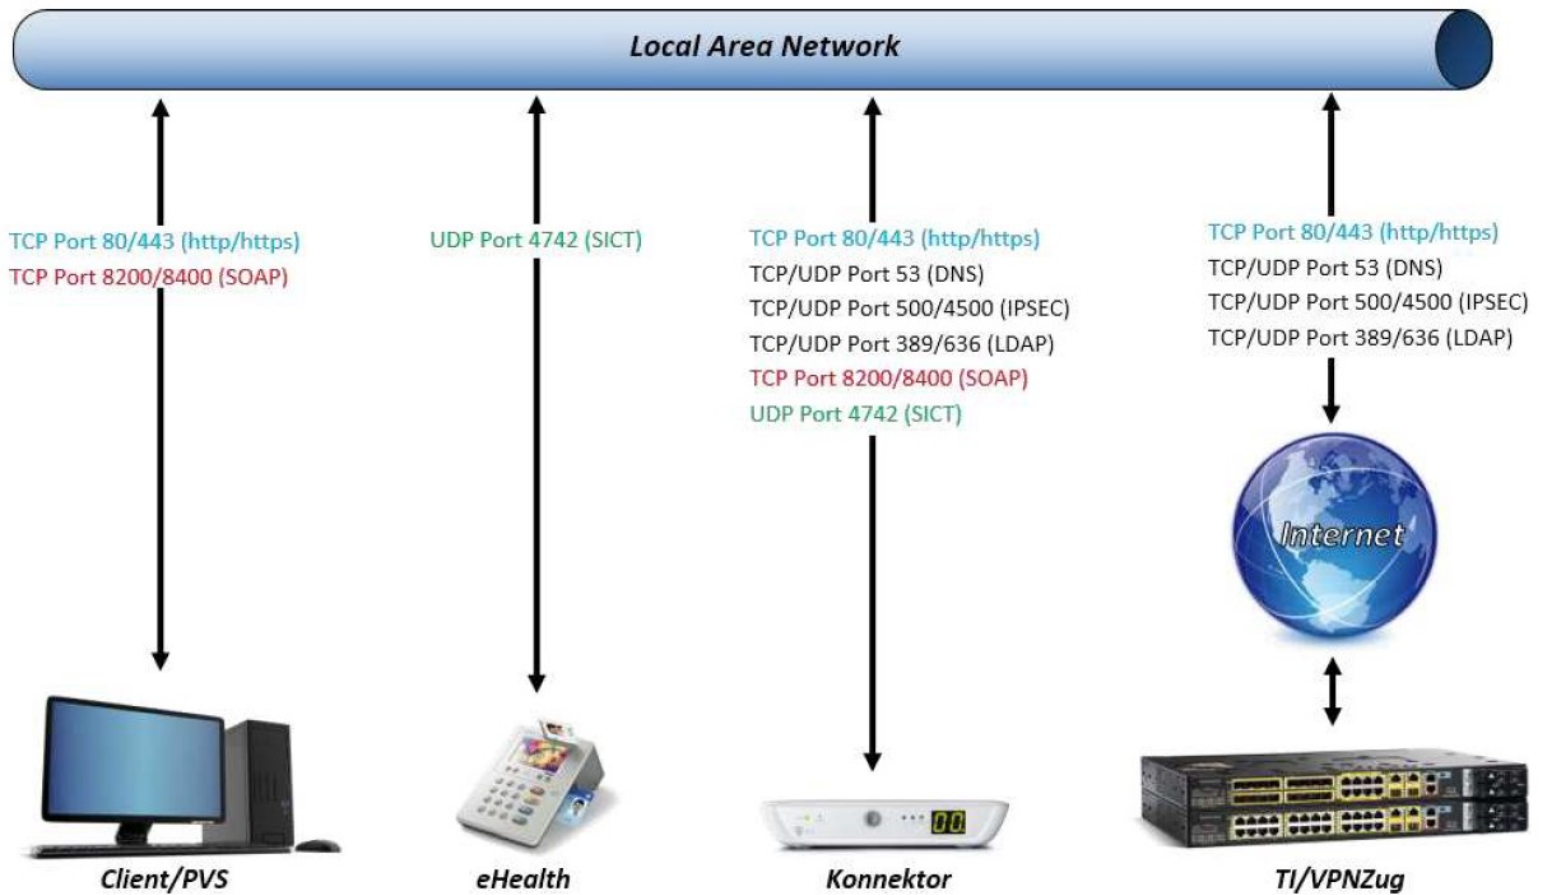 Local Area Network
TCP Port 80/443 (http/https)
TCP Port 8200/8400 (SOAP)
UDP Port 4742 (SICT)
TCP Port 80/443 (http/https)
TCP/UDP Port 53 (DNS)
TCP/UDP Port 500/4500 (IPSEC)
TCP/UDP Port 389/636 (LDAP)
TCP Port 8200/8400 (SOAP)
UDP Port 4742 (SICT)
TCP Port 80/443 (http/https)
TCP/UDP Port 53 (DNS)
TCP/UDP Port 500/4500 (IPSEC)
TCP/UDP Port 389/636 (LDAP)
Internet
00.
Client/PVS
eHealth
Konnektor
TI/VPNZug